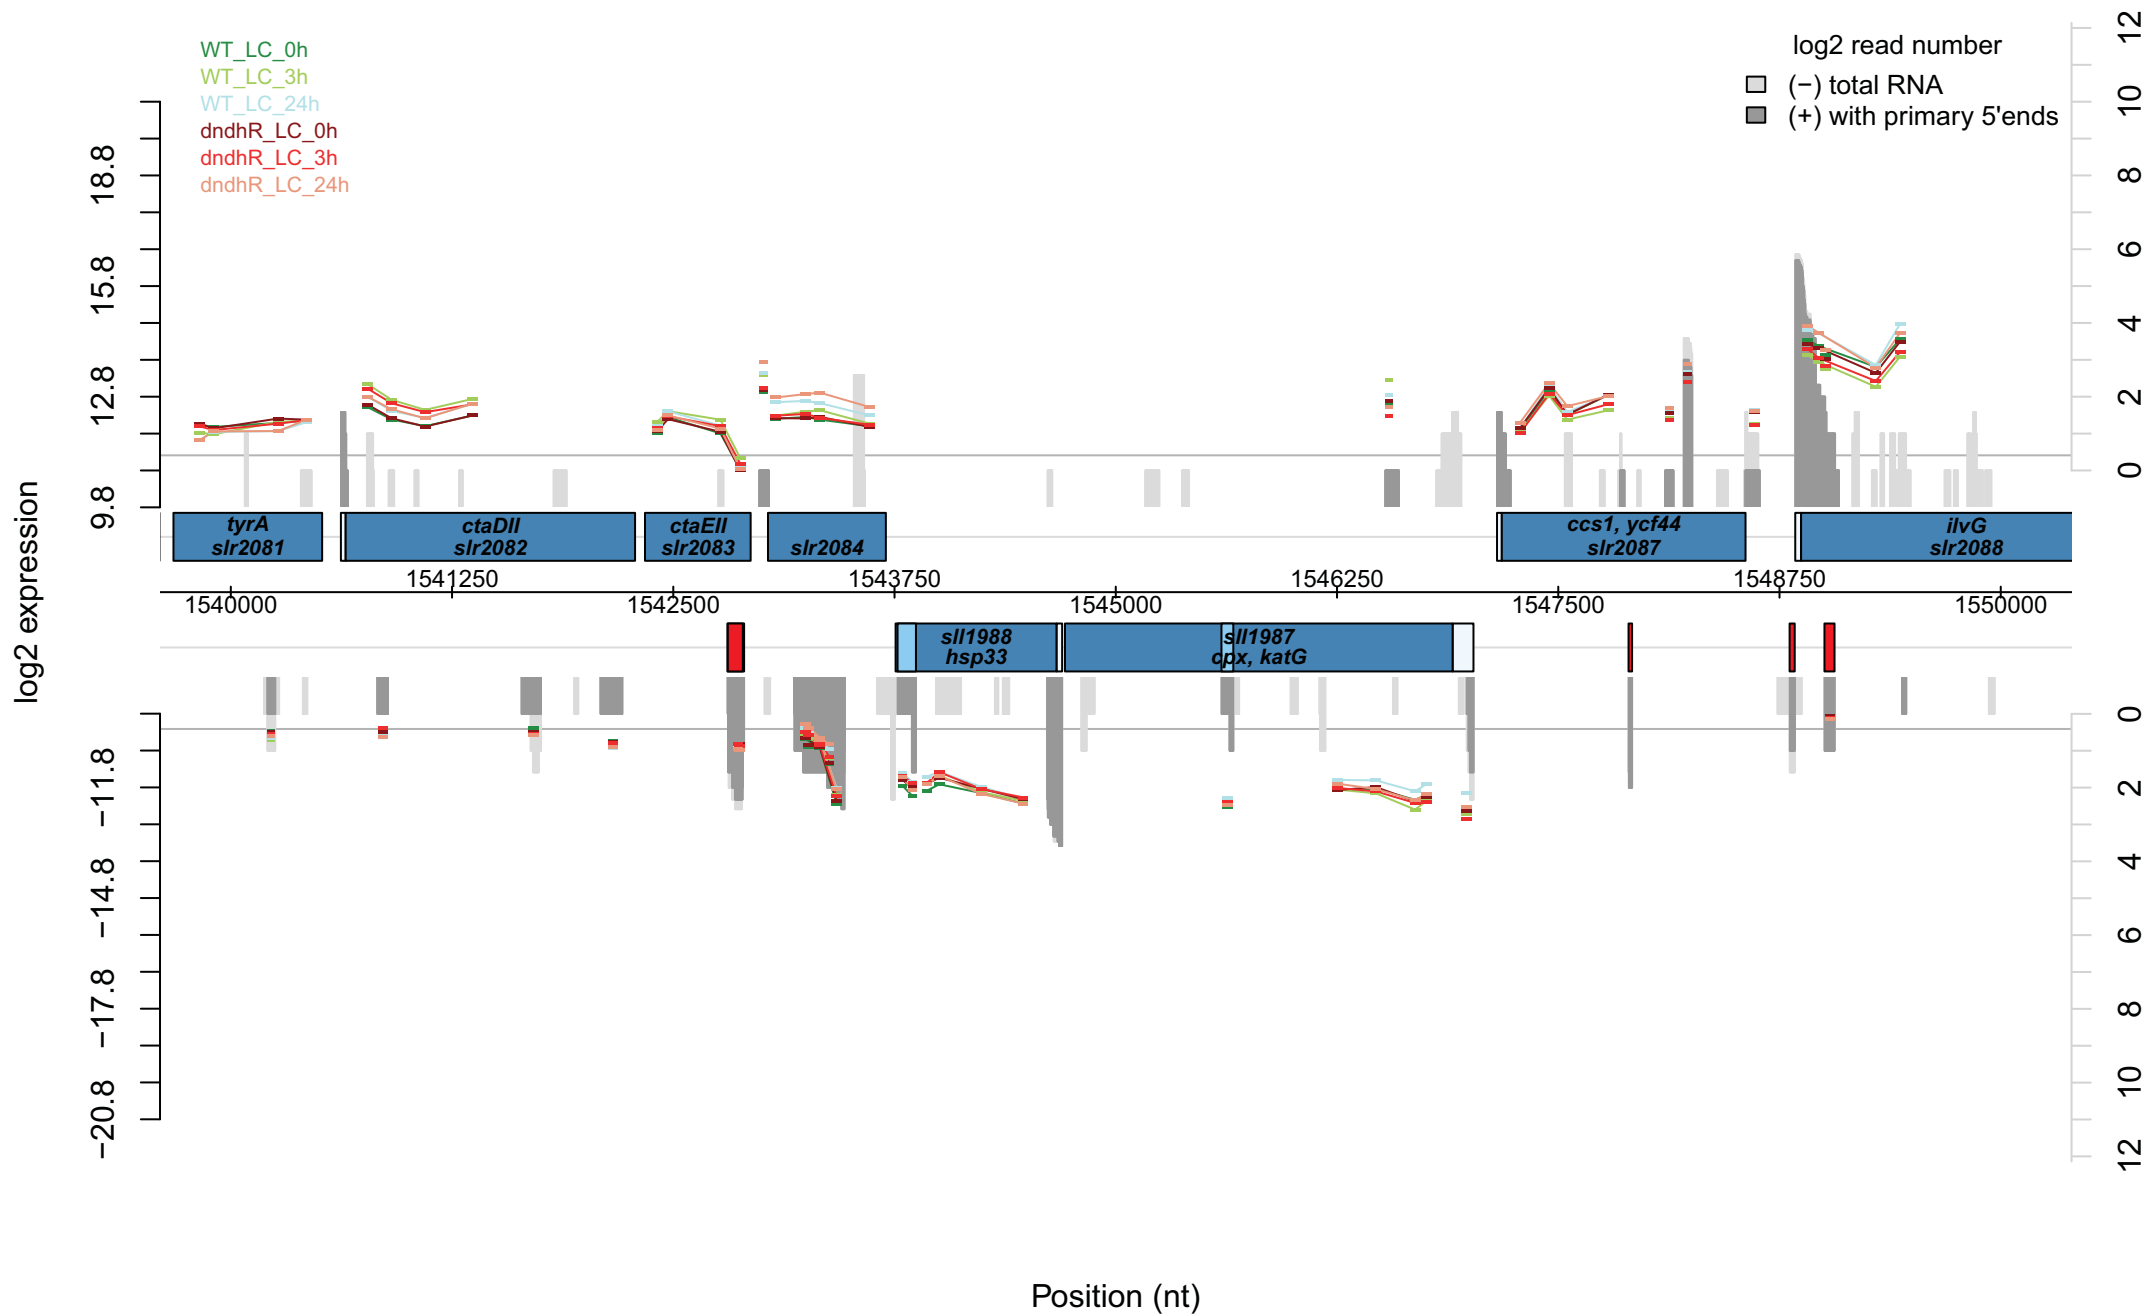 WT_LC_0h
WT_LC_3h
WT_LC_24h
dndhR_LC_0h
dndhR_LC_3h
dndhR_LC_24h
log2 read number
(−) total RNA
(+) with primary 5'ends
log2 expression
18.8
15.8
12.8
9.8
12
10
8
6
4
2
0
tyrA
slr2081
ctaDII
slr2082
ctaEII
slr2083
slr2084
ccs1, ycf44
slr2087
ilvG
slr2088
1541250
1543750
1546250
1548750
1540000
1542500
1545000
1547500
1550000
sll1988
hsp33
sll1987
cpx, katG
−11.8
−14.8
−17.8
−20.8
0
2
4
6
8
10
12
Position (nt)